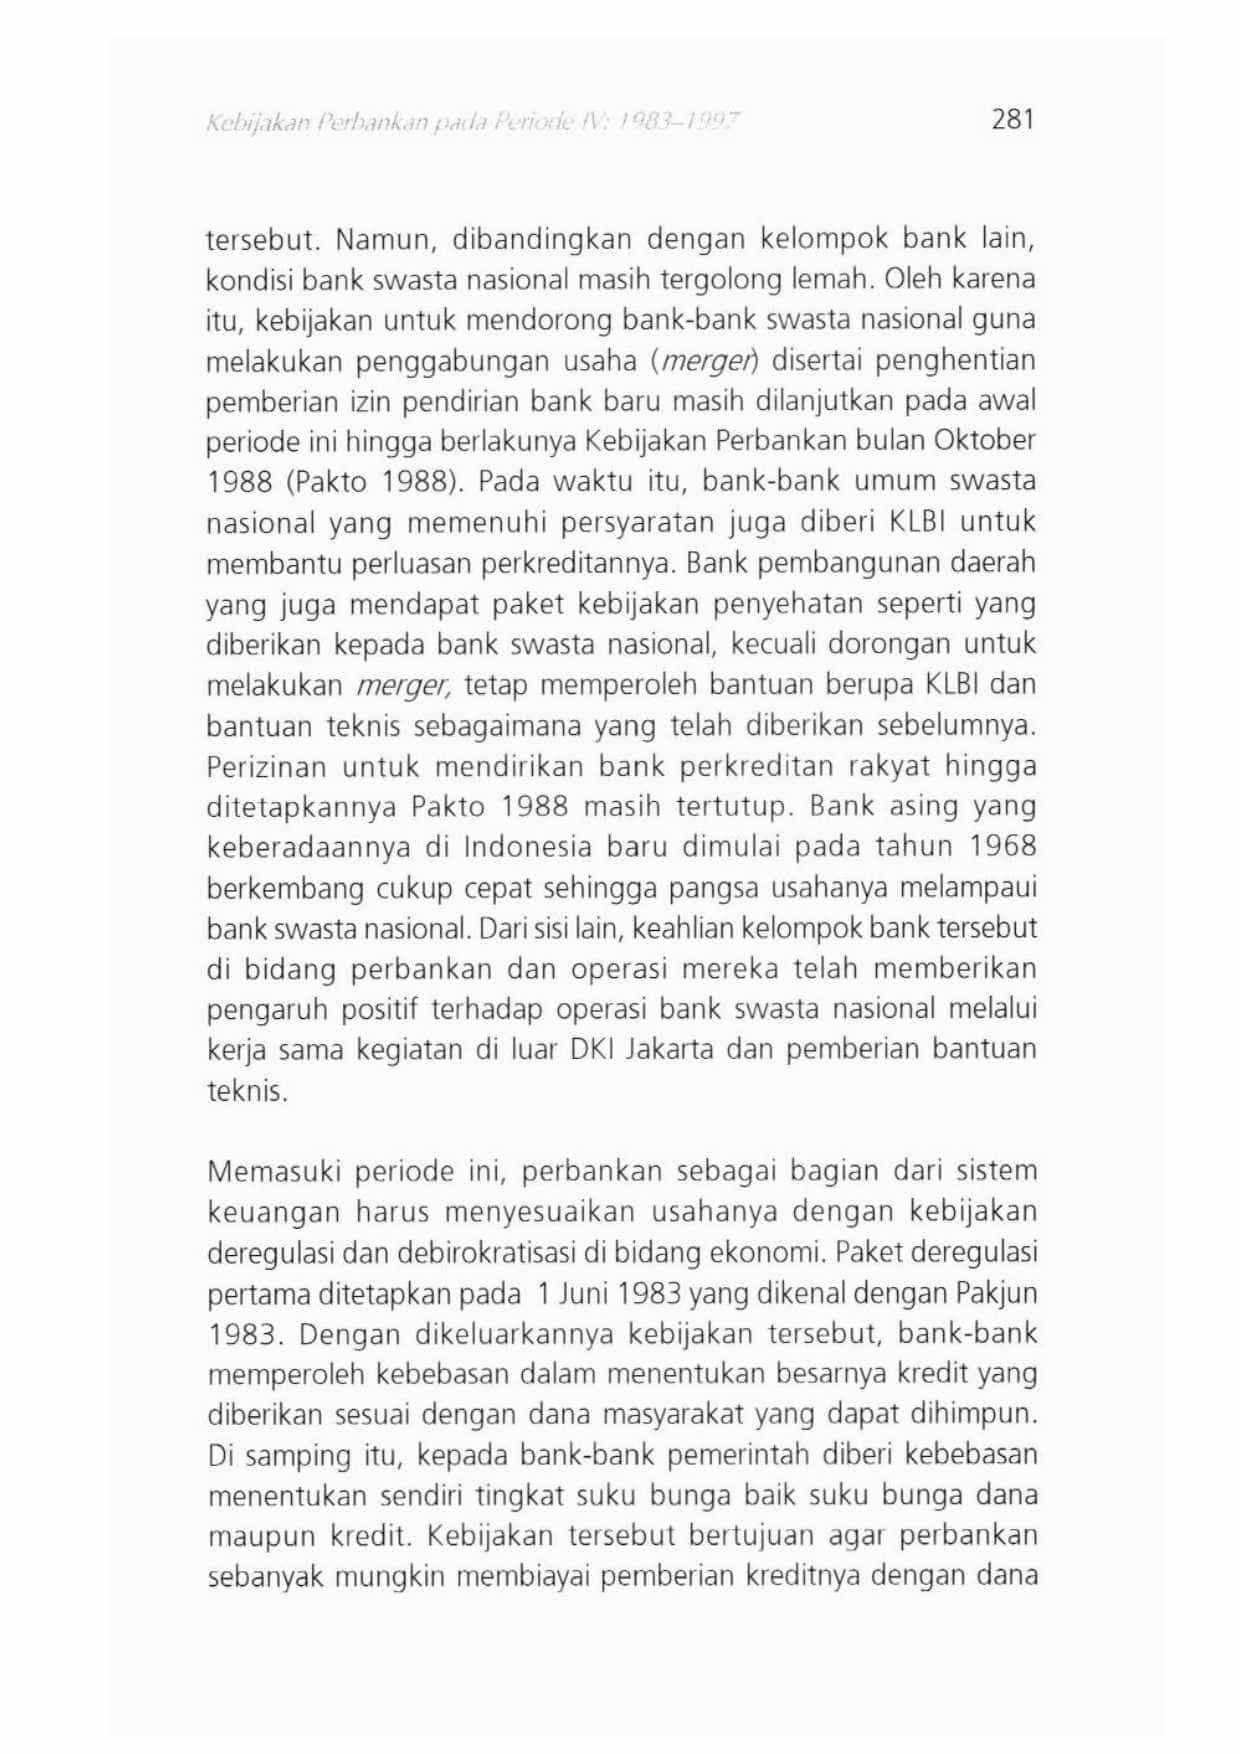 Kebijakan Perbankan pada Periode IV: 1983–1997 281
tersebut. Namun, dibandingkan dengan kelompok bank lain,
kondisi bank swasta nasional masih tergolong lemah. Oleh karena
itu, kebijakan untuk mendorong bank-bank swasta nasional guna
melakukan penggabungan usaha (merger) disertai penghentian
pemberian izin pendirian bank baru masih dilanjutkan pada awal
periode ini hingga berlakunya Kebijakan Perbankan bulan Oktober
1988 (Pakto 1988). Pada waktu itu, bank-bank umum swasta
nasional yang memenuhi persyaratan juga diberi KLBI untuk
membantu perluasan perkreditannya. Bank pembangunan daerah
yang juga mendapat paket kebijakan penyehatan seperti yang
diberikan kepada bank swasta nasional, kecuali dorongan untuk
melakukan merger, tetap memperoleh bantuan berupa KLBI dan
bantuan teknis sebagaimana yang telah diberikan sebelumnya.
Perizinan untuk mendirikan bank perkreditan rakyat hingga
ditetapkannya Pakto 1988 masih tertutup. Bank asing yang
keberadaannya di Indonesia baru dimulai pada tahun 1968
berkembang cukup cepat sehingga pangsa usahanya melampaui
bank swasta nasional. Dari sisi lain, keahlian kelompok bank tersebut
di bidang perbankan dan operasi mereka telah memberikan
pengaruh positif terhadap operasi bank swasta nasional melalui
kerja sama kegiatan di luar DKI Jakarta dan pemberian bantuan
teknis.
Memasuki periode ini, perbankan sebagai bagian dari sistem
keuangan harus menyesuaikan usahanya dengan kebijakan
deregulasi dan debirokratisasi di bidang ekonomi. Paket deregulasi
pertama ditetapkan pada 1 Juni 1983 yang dikenal dengan Pakjun
1983. Dengan dikeluarkannya kebijakan tersebut, bank-bank
memperoleh kebebasan dalam menentukan besarnya kredit yang
diberikan sesuai dengan dana masyarakat yang dapat dihimpun.
Di samping itu, kepada bank-bank pemerintah diberi kebebasan
menentukan sendiri tingkat suku bunga baik suku bunga dana
maupun kredit. Kebijakan tersebut bertujuan agar perbankan
sebanyak mungkin membiayai pemberian kreditnya dengan dana